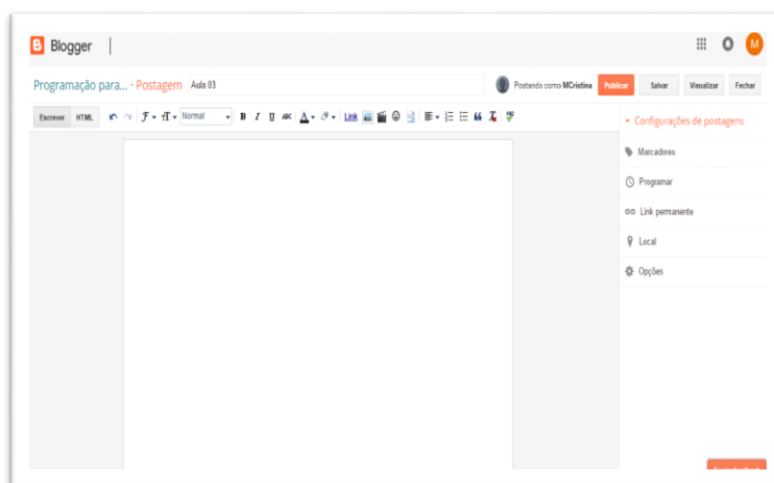 Blogger
M
Programação para... · Postagem Aula 03 Postando como MCristina Publicar Salvar Visualizar Fechar
Escrever HTML Normal B I U ABC A Link
Configurações de postagens
Marcadores
Programar
Link permanente
Local
Opções